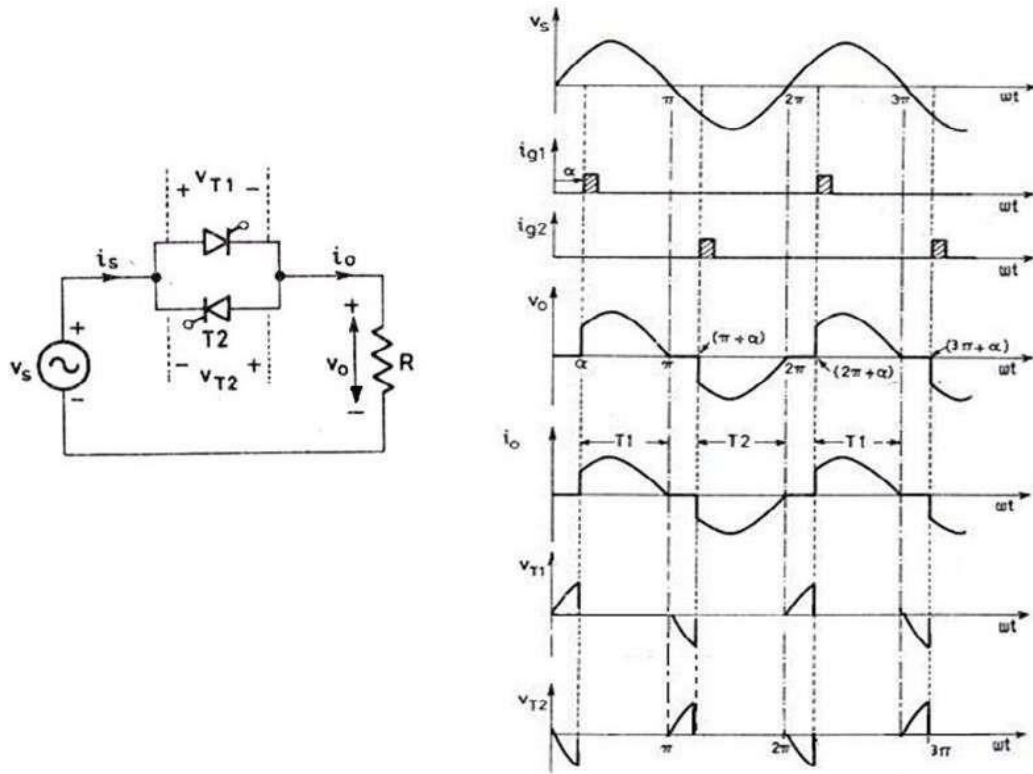 + vT1 -
is
io
T2
- vT2 +
+
vs
-
+
vo
-
R
vs
π
2π
3π
ωt
ig1
α
ωt
ig2
ωt
vo
(π+α)
(3π+α)
α
π
2π
(2π+α)
ωt
io
T1
T2
T1
ωt
vT1
ωt
vT2
π
2π
3π
ωt